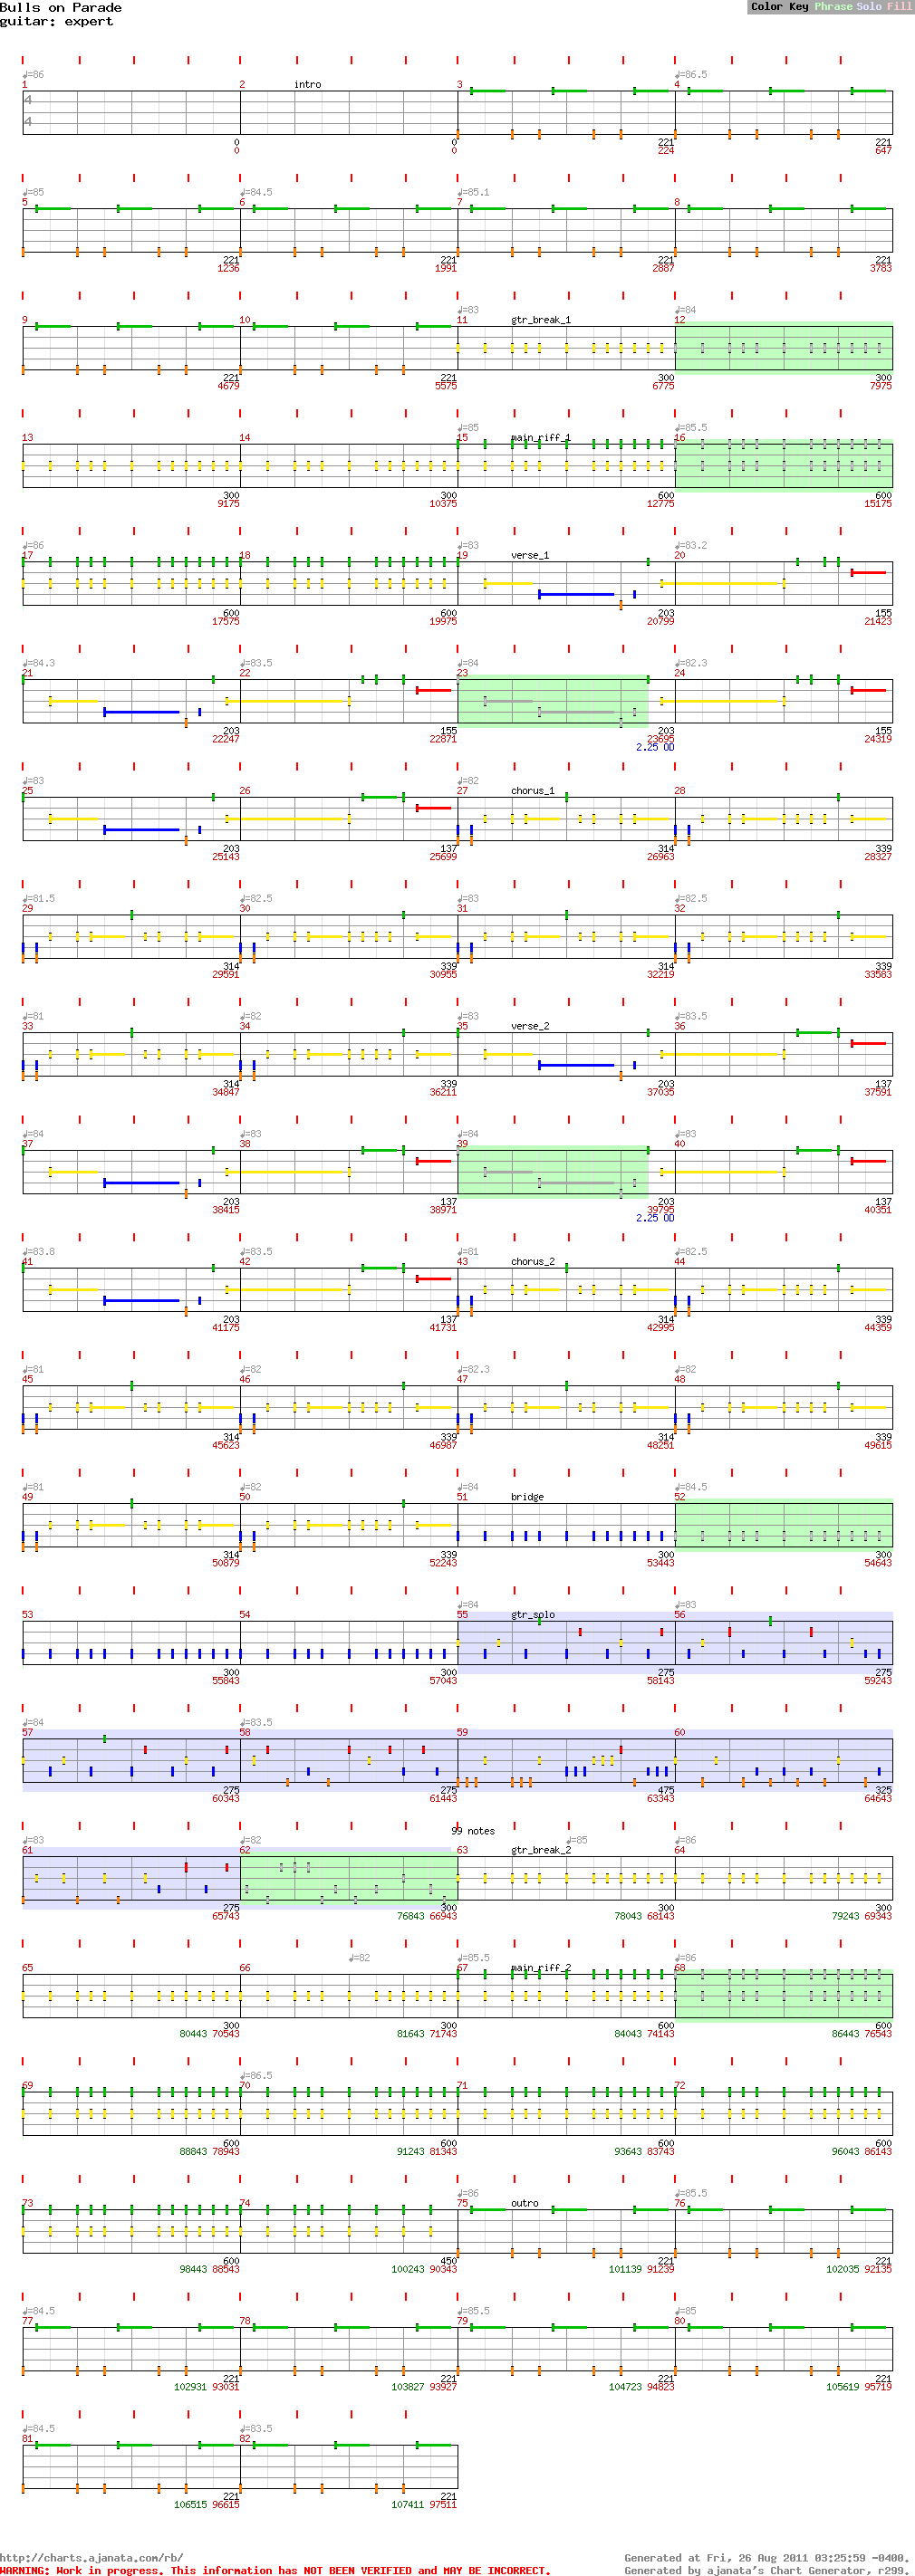 Bulls on Parade
guitar: expert
Color Key Phrase Solo Fill
♩=86 ♩=86.5
1 2 intro 3 4
4
4
0 0 221 221
0 0 224 647
♩=85 ♩=84.5 ♩=85.1
5 6 7 8
221 221 221 221
1236 1991 2887 3783
♩=83 ♩=84
9 10 11 gtr_break_1 12
221 221 300 300
4679 5575 6775 7975
♩=85 ♩=85.5
13 14 15 main_riff_1 16
300 300 600 600
9175 10375 12775 15175
♩=86 ♩=83 ♩=83.2
17 18 19 verse_1 20
600 600 203 155
17575 19975 20799 21423
♩=84.3 ♩=83.5 ♩=84 ♩=82.3
21 22 23 24
203 155 203 155
22247 22871 23695 24319
2.25 OD
♩=83 ♩=82
25 26 27 chorus_1 28
203 137 314 339
25143 25699 26963 28327
♩=81.5 ♩=82.5 ♩=83 ♩=82.5
29 30 31 32
314 339 314 339
29591 30955 32219 33583
♩=81 ♩=82 ♩=83 ♩=83.5
33 34 35 verse_2 36
314 339 203 137
34847 36211 37035 37591
♩=84 ♩=83 ♩=84 ♩=83
37 38 39 40
203 137 203 137
38415 38971 39795 40351
2.25 OD
♩=83.8 ♩=83.5 ♩=81 ♩=82.5
41 42 43 chorus_2 44
203 137 314 339
41175 41731 42995 44359
♩=81 ♩=82 ♩=82.3 ♩=82
45 46 47 48
314 339 314 339
45623 46987 48251 49615
♩=81 ♩=82 ♩=84 ♩=84.5
49 50 51 bridge 52
314 339 300 300
50879 52243 53443 54643
♩=84 ♩=83
53 54 55 gtr_solo 56
300 300 275 275
55843 57043 58143 59243
♩=84 ♩=83.5
57 58 59 60
275 275 475 325
60343 61443 63343 64643
99 notes
♩=83 ♩=82 ♩=85 ♩=86
61 62 63 gtr_break_2 64
275 300 300 300
65743 76843 66943 78043 68143 79243 69343
♩=82 ♩=85.5 ♩=86
65 66 67 main_riff_2 68
300 300 600 600
80443 70543 81643 71743 84043 74143 86443 76543
♩=86.5
69 70 71 72
600 600 600 600
88843 78943 91243 81343 93643 83743 96043 86143
♩=86 ♩=85.5
73 74 75 outro 76
600 450 221 221
98443 88543 100243 90343 101139 91239 102035 92135
♩=84.5 ♩=85.5 ♩=85
77 78 79 80
221 221 221 221
102931 93031 103827 93927 104723 94823 105619 95719
♩=84.5 ♩=83.5
81 82
221 221
106515 96615 107411 97511
http://charts.ajanata.com/rb/ Generated at Fri, 26 Aug 2011 03:25:59 -0400.
WARNING: Work in progress. This information has NOT BEEN VERIFIED and MAY BE INCORRECT. Generated by ajanata's Chart Generator, r299.